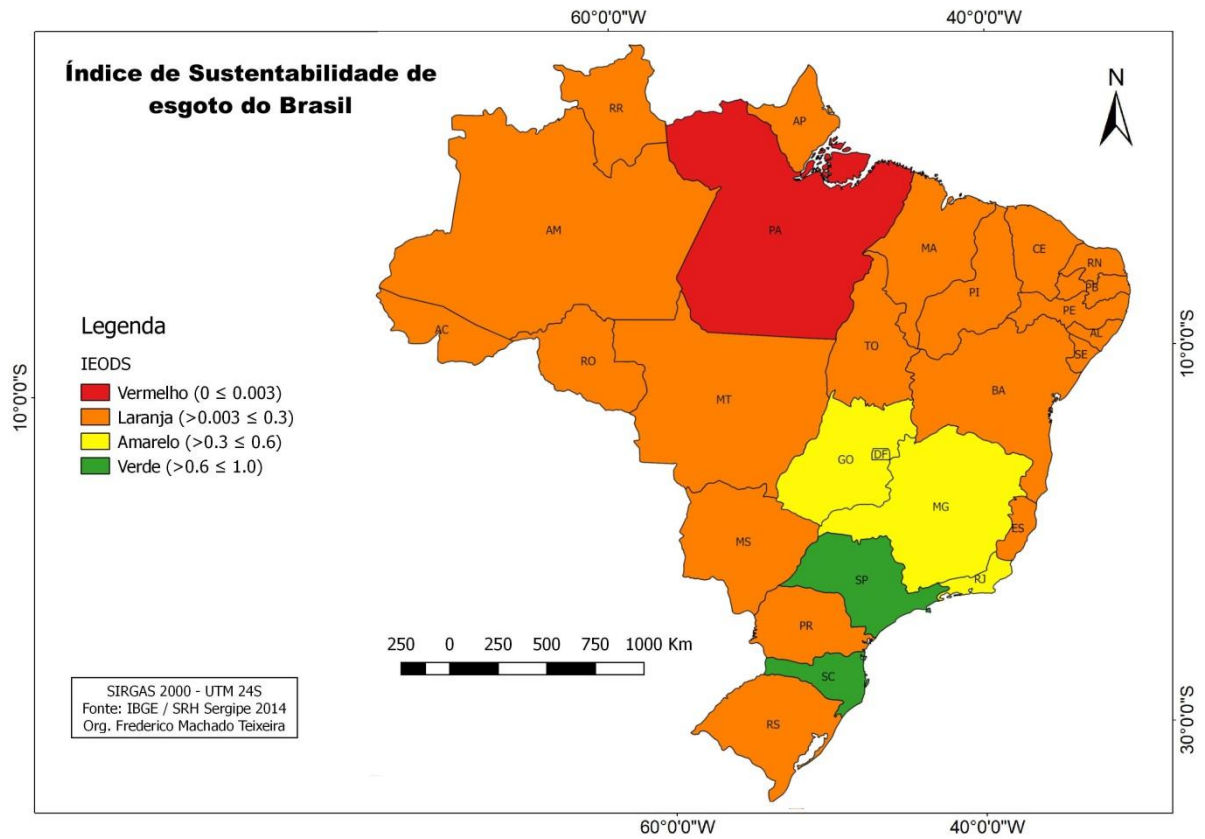 60°0'0"W
40°0'0"W
Índice de Sustentabilidade de
esgoto do Brasil
N
RR
AP
AM
PA
MA
CE
RN
PB
PI
PE
AL
SE
AC
RO
TO
BA
MT
10°0'0"S
10°0'0"S
Legenda
IEODS
Vermelho (0 ≤ 0.003)
Laranja (>0.003 ≤ 0.3)
Amarelo (>0.3 ≤ 0.6)
Verde (>0.6 ≤ 1.0)
GO
DF
MG
ES
MS
SP
RJ
PR
SC
RS
250 0 250 500 750 1000 Km
SIRGAS 2000 - UTM 24S
Fonte: IBGE / SRH Sergipe 2014
Org. Frederico Machado Teixeira
30°0'0"S
60°0'0"W
40°0'0"W